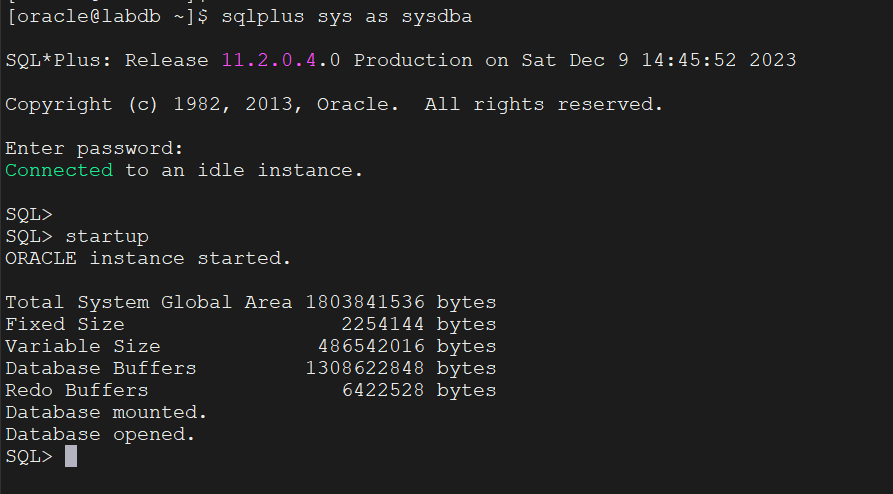 [oracle@labdb ~]$ sqlplus sys as sysdba
SQL*Plus: Release 11.2.0.4.0 Production on Sat Dec 9 14:45:52 2023
Copyright (c) 1982, 2013, Oracle.  All rights reserved.
Enter password:
Connected to an idle instance.
SQL>
SQL> startup
ORACLE instance started.
Total System Global Area 1803841536 bytes
Fixed Size                  2254144 bytes
Variable Size             486542016 bytes
Database Buffers         1308622848 bytes
Redo Buffers                6422528 bytes
Database mounted.
Database opened.
SQL>